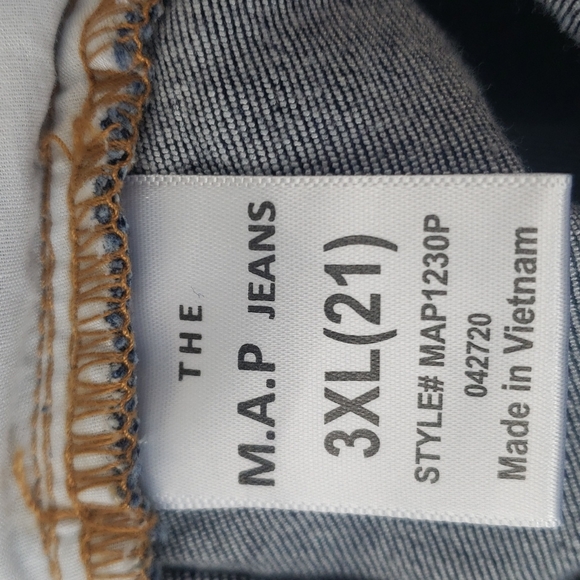 THE
M.A.P JEANS
3XL(21)
STYLE# MAP1230P
042720
Made in Vietnam